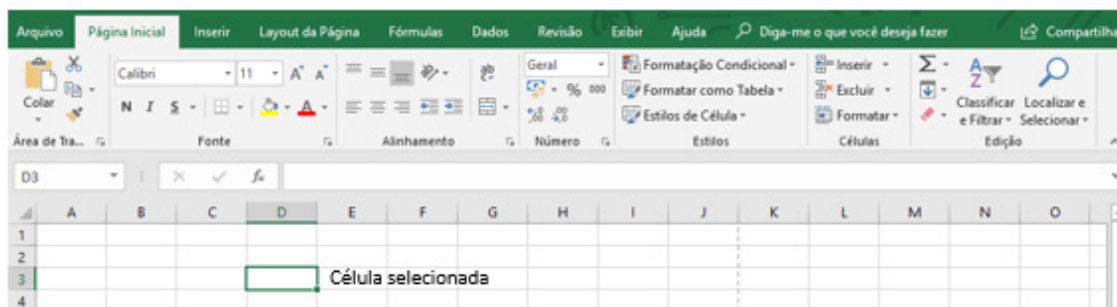 Arquivo Página Inicial Inserir Layout da Página Fórmulas Dados Revisão Exibir Ajuda Diga-me o que você deseja fazer Compartilha
Colar
Calibri 11 A A
N I S A
Geral
% 000
Formatação Condicional
Formatar como Tabela
Estilos de Célula
Inserir
Excluir
Formatar
Σ
Classificar e Filtrar
Localizar e Selecionar
Área de Tra... Fonte Alinhamento Número Estilos Células Edição
D3 fx
A B C D E F G H I J K L M N O
1
2
3 Célula selecionada
4